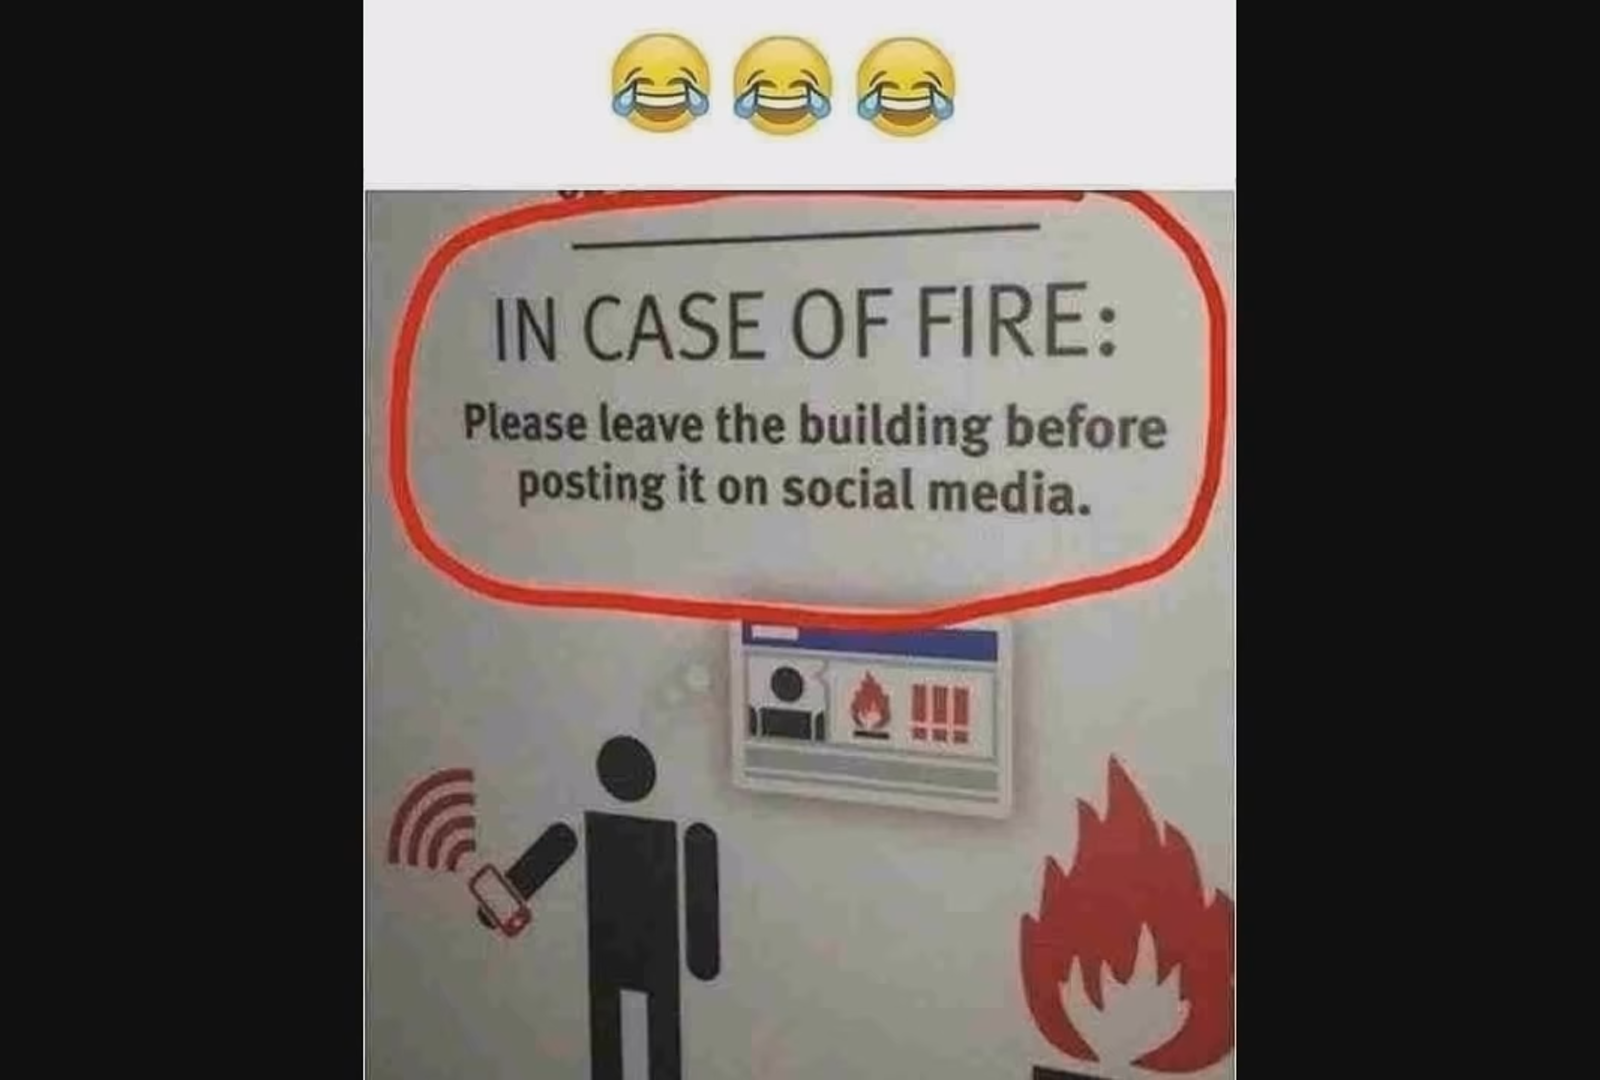 IN CASE OF FIRE:
Please leave the building before
posting it on social media.